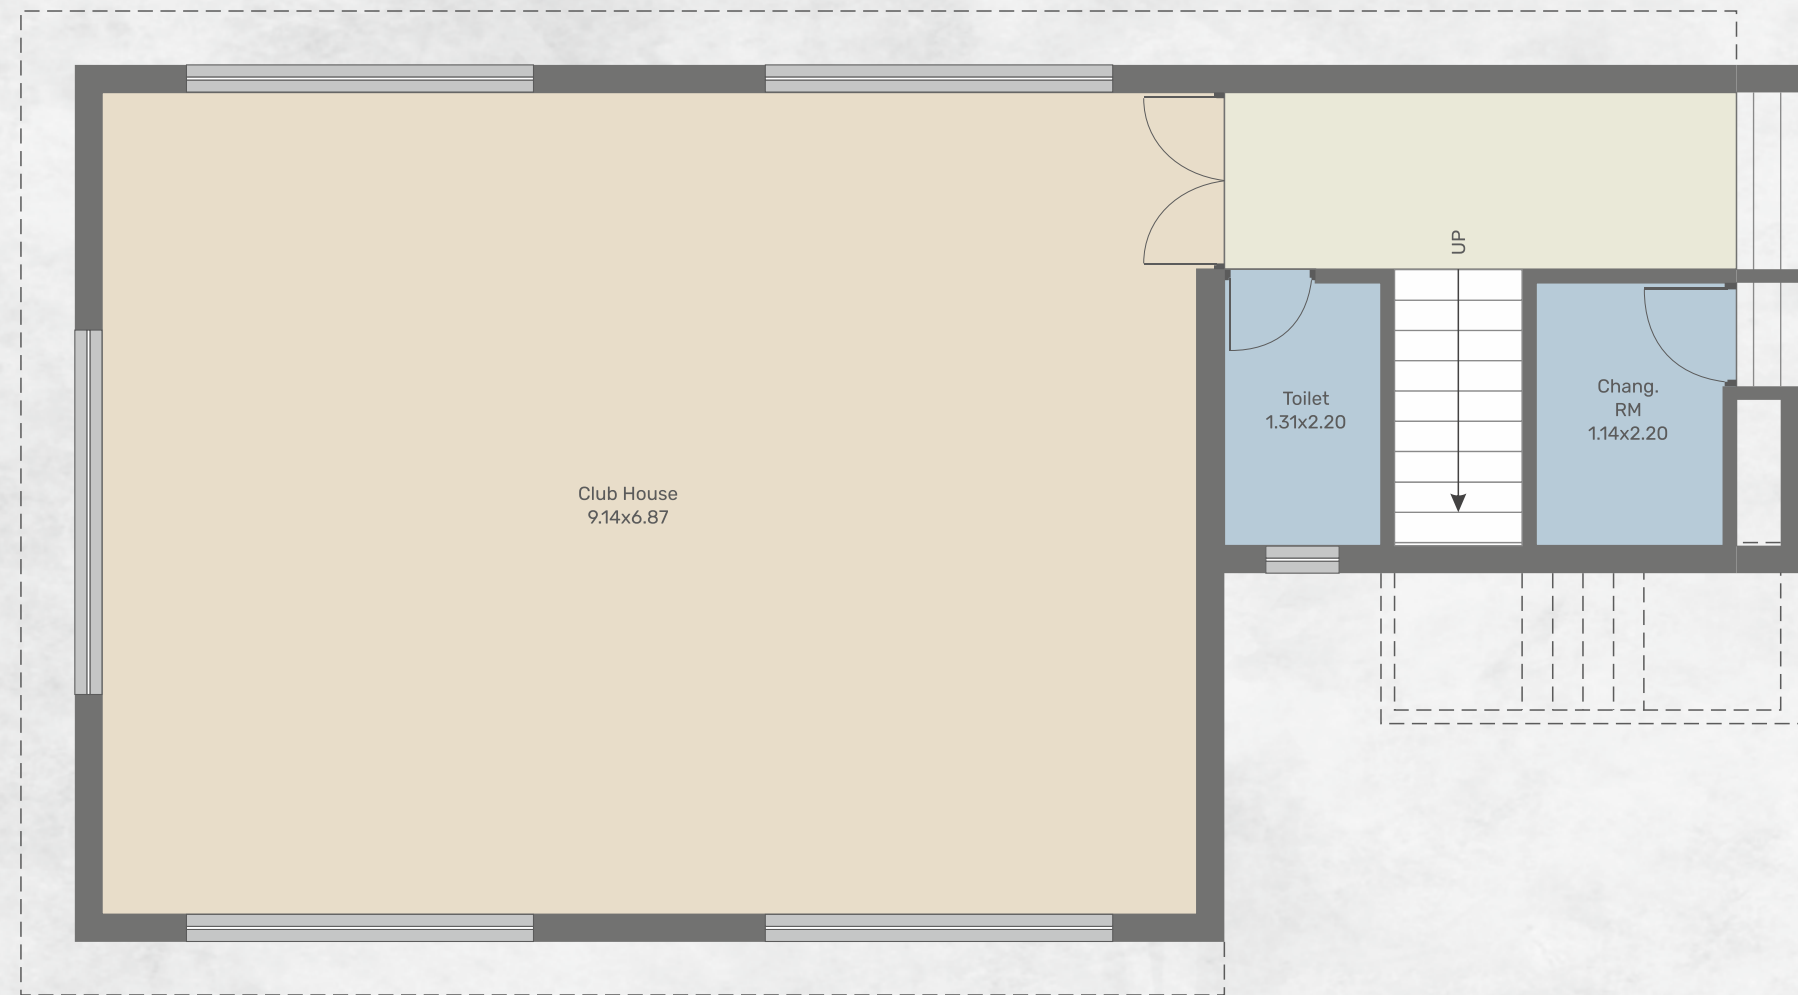 UP
Toilet
1.31x2.20
Chang.
RM
1.14x2.20
Club House
9.14x6.87